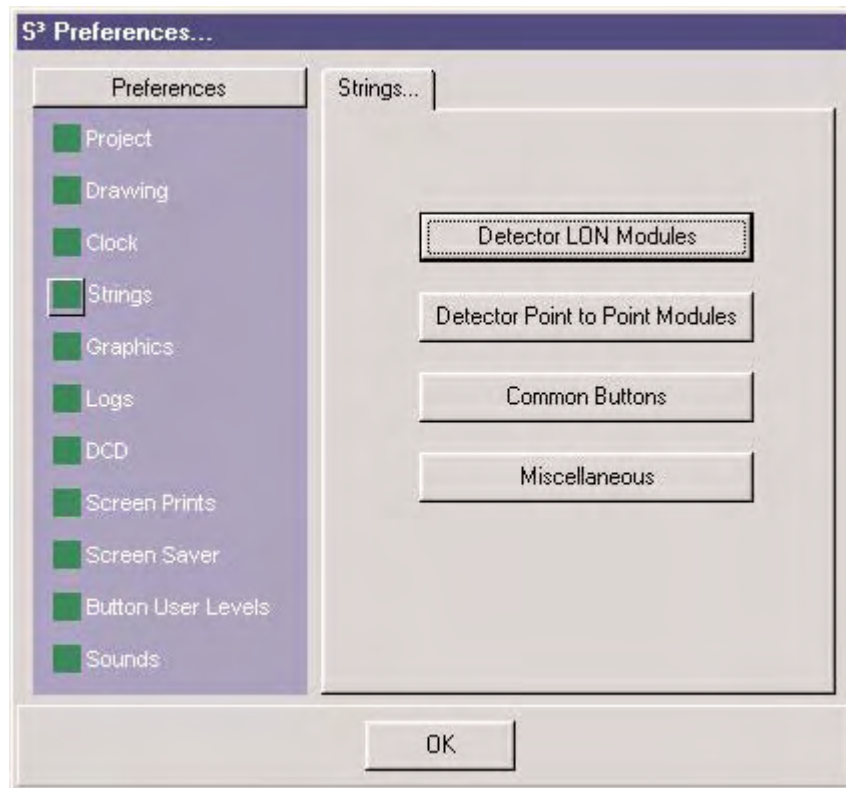 S³ Preferences...
Preferences
Project
Drawing
Clock
Strings
Graphics
Logs
DCD
Screen Prints
Screen Saver
Button User Levels
Sounds
Strings...
Detector LON Modules
Detector Point to Point Modules
Common Buttons
Miscellaneous
OK